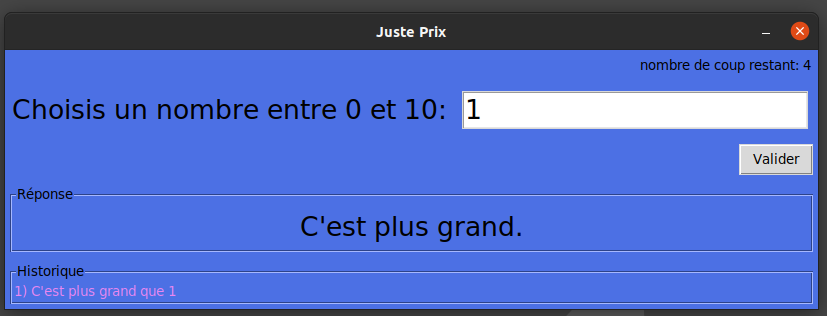 Juste Prix
nombre de coup restant: 4
Choisis un nombre entre 0 et 10: 1
Valider
Réponse
C'est plus grand.
Historique
1) C'est plus grand que 1